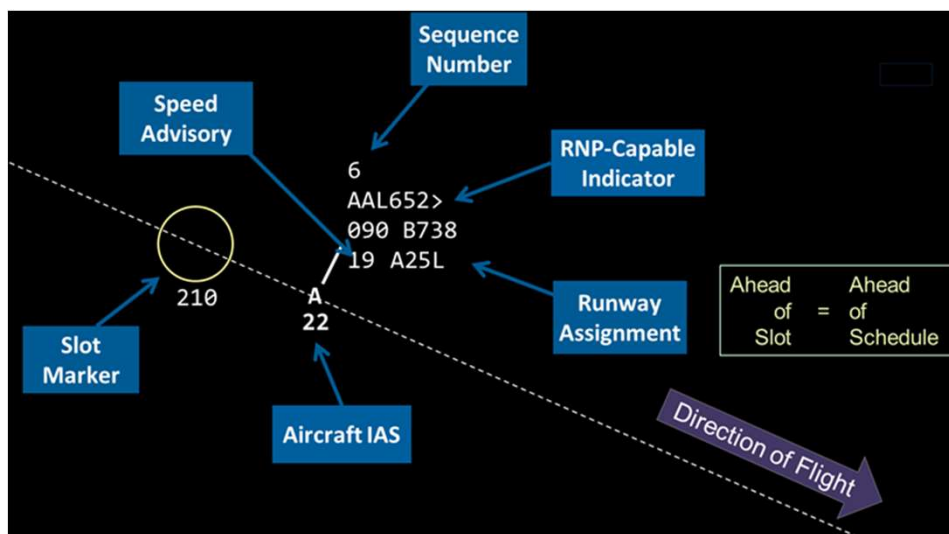 Sequence
Number
Speed
Advisory
6
AAL652>
090 B738
19 A25L
RNP-Capable
Indicator
210
A
22
Slot
Marker
Runway
Assignment
Ahead Ahead
of = of
Slot Schedule
Aircraft IAS
Direction of Flight